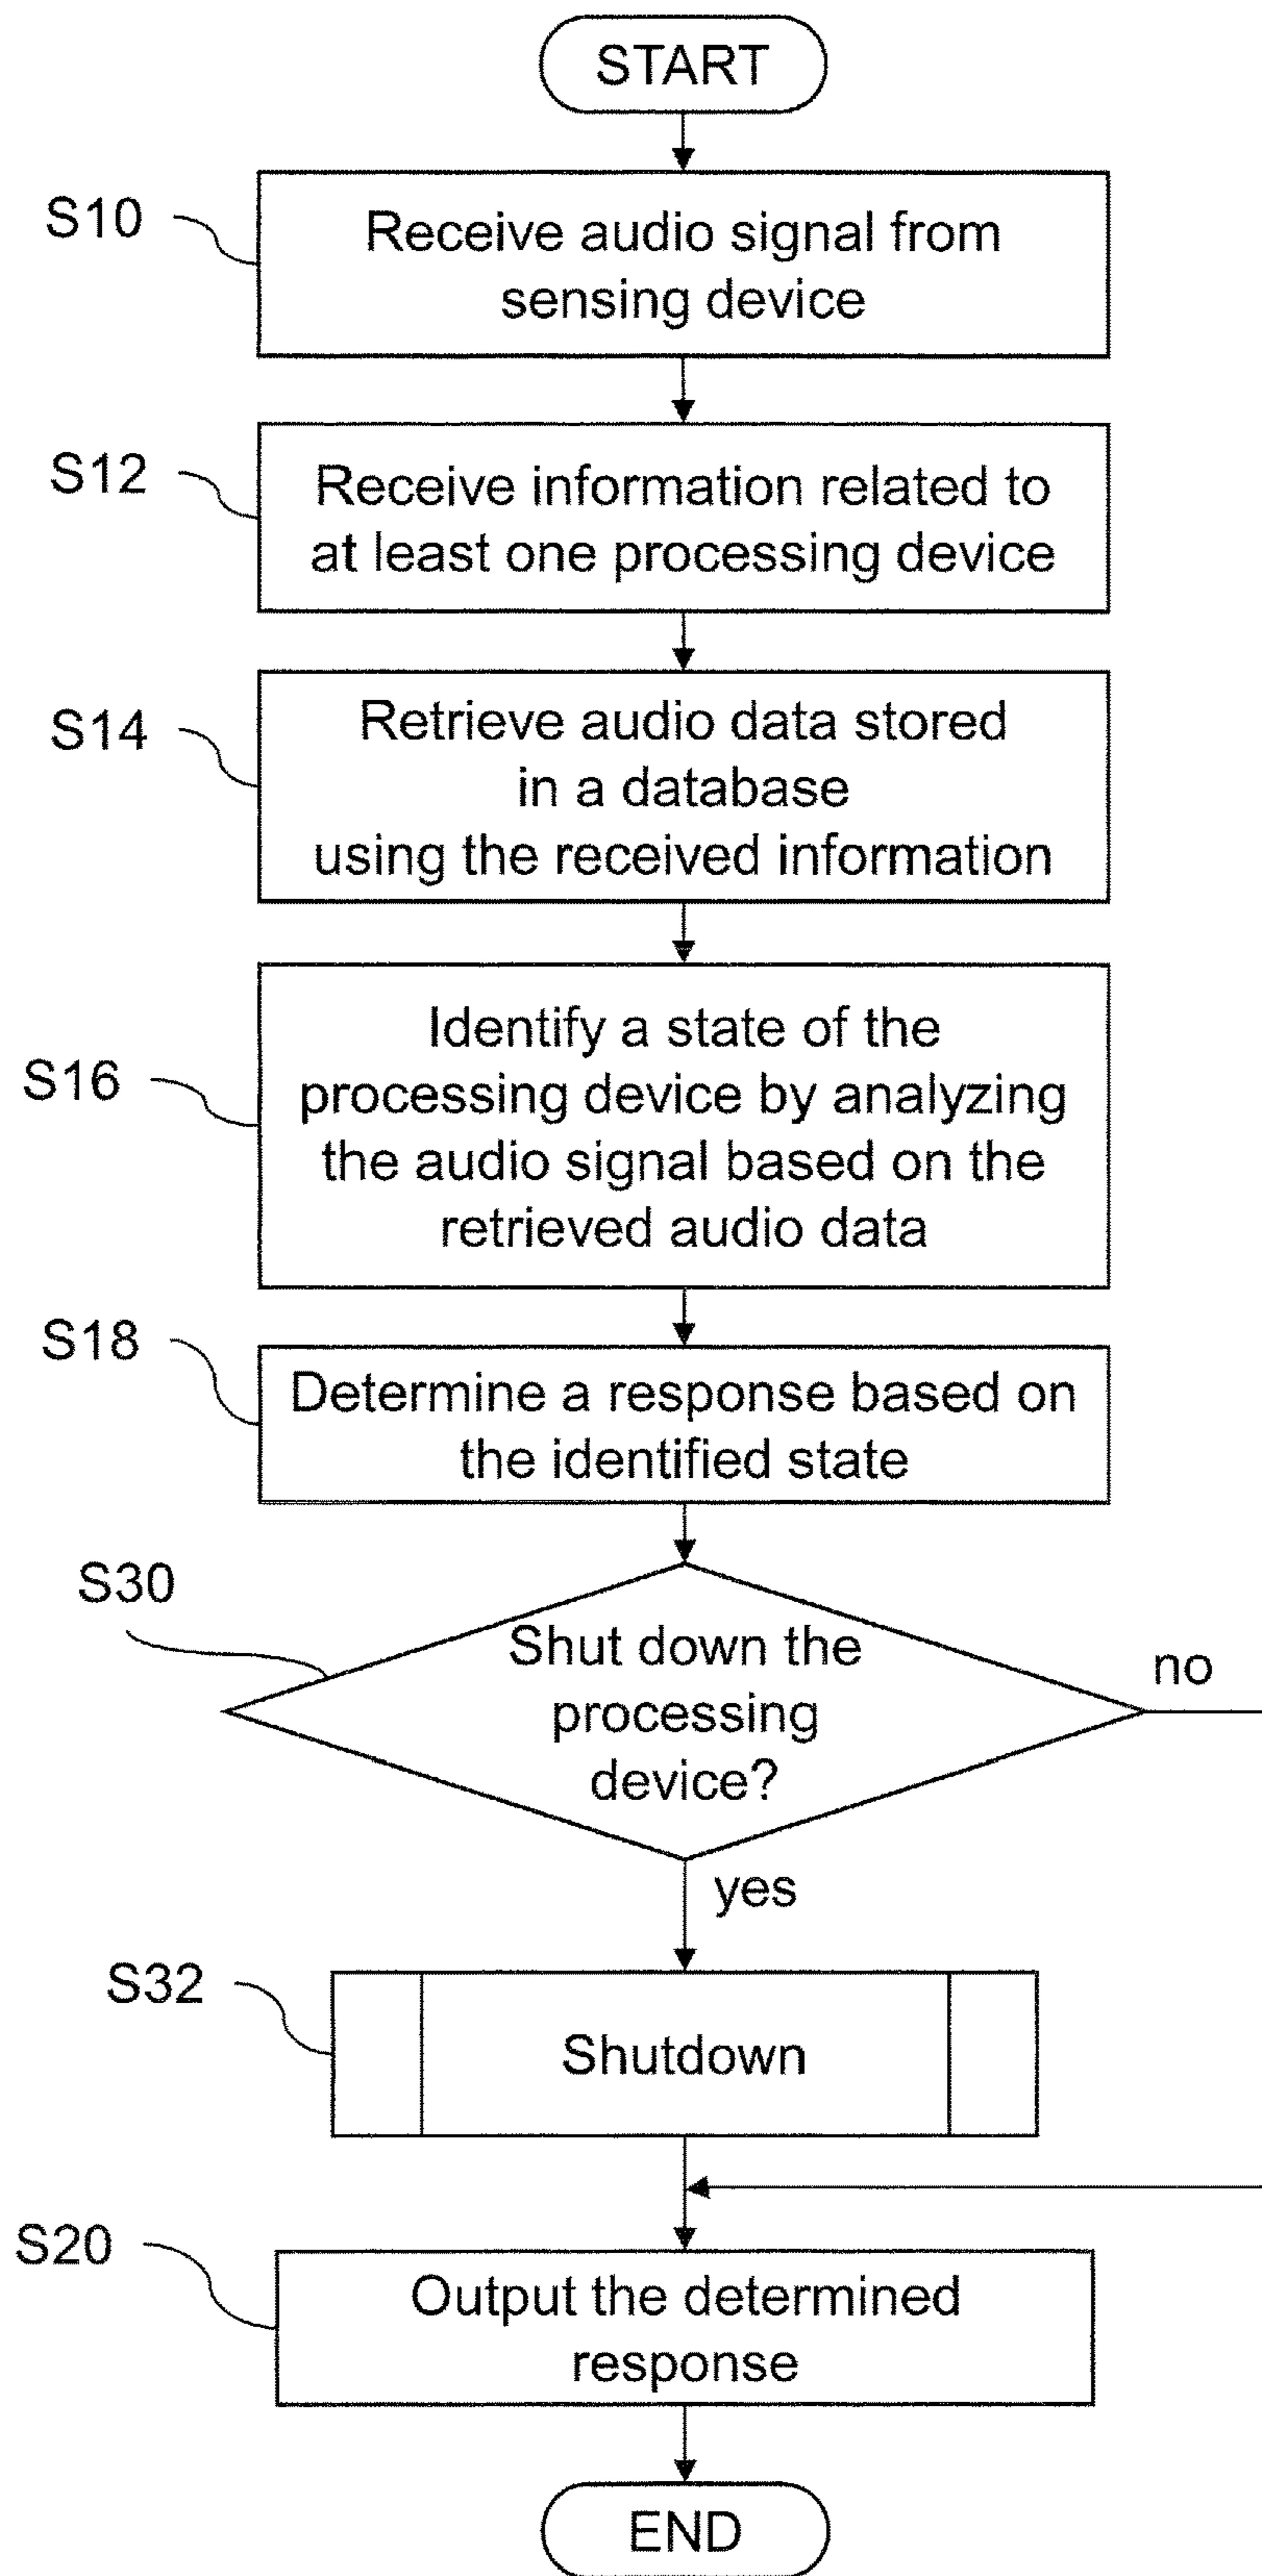 START
S10
Receive audio signal from
sensing device
S12
Receive information related to
at least one processing device
S14
Retrieve audio data stored
in a database
using the received information
S16
Identify a state of the
processing device by analyzing
the audio signal based on the
retrieved audio data
S18
Determine a response based on
the identified state
S30
Shut down the
processing
device?
no
yes
S32
Shutdown
S20
Output the determined
response
END